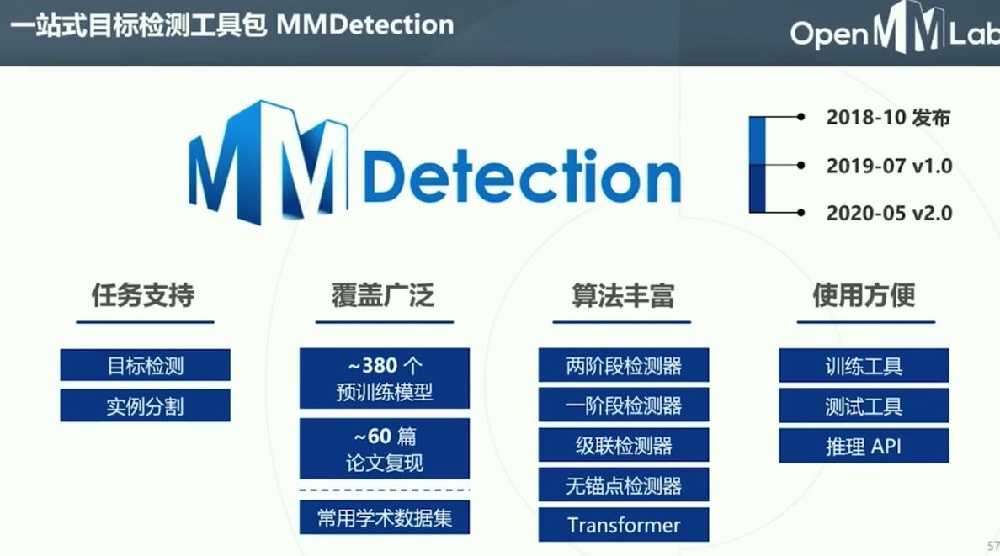 一站式目标检测工具包 MMDetection
Open MM Lab
MM Detection
2018-10 发布
2019-07 v1.0
2020-05 v2.0
任务支持
目标检测
实例分割
覆盖广泛
~380 个
预训练模型
~60 篇
论文复现
常用学术数据集
算法丰富
两阶段检测器
一阶段检测器
级联检测器
无锚点检测器
Transformer
使用方便
训练工具
测试工具
推理 API
57